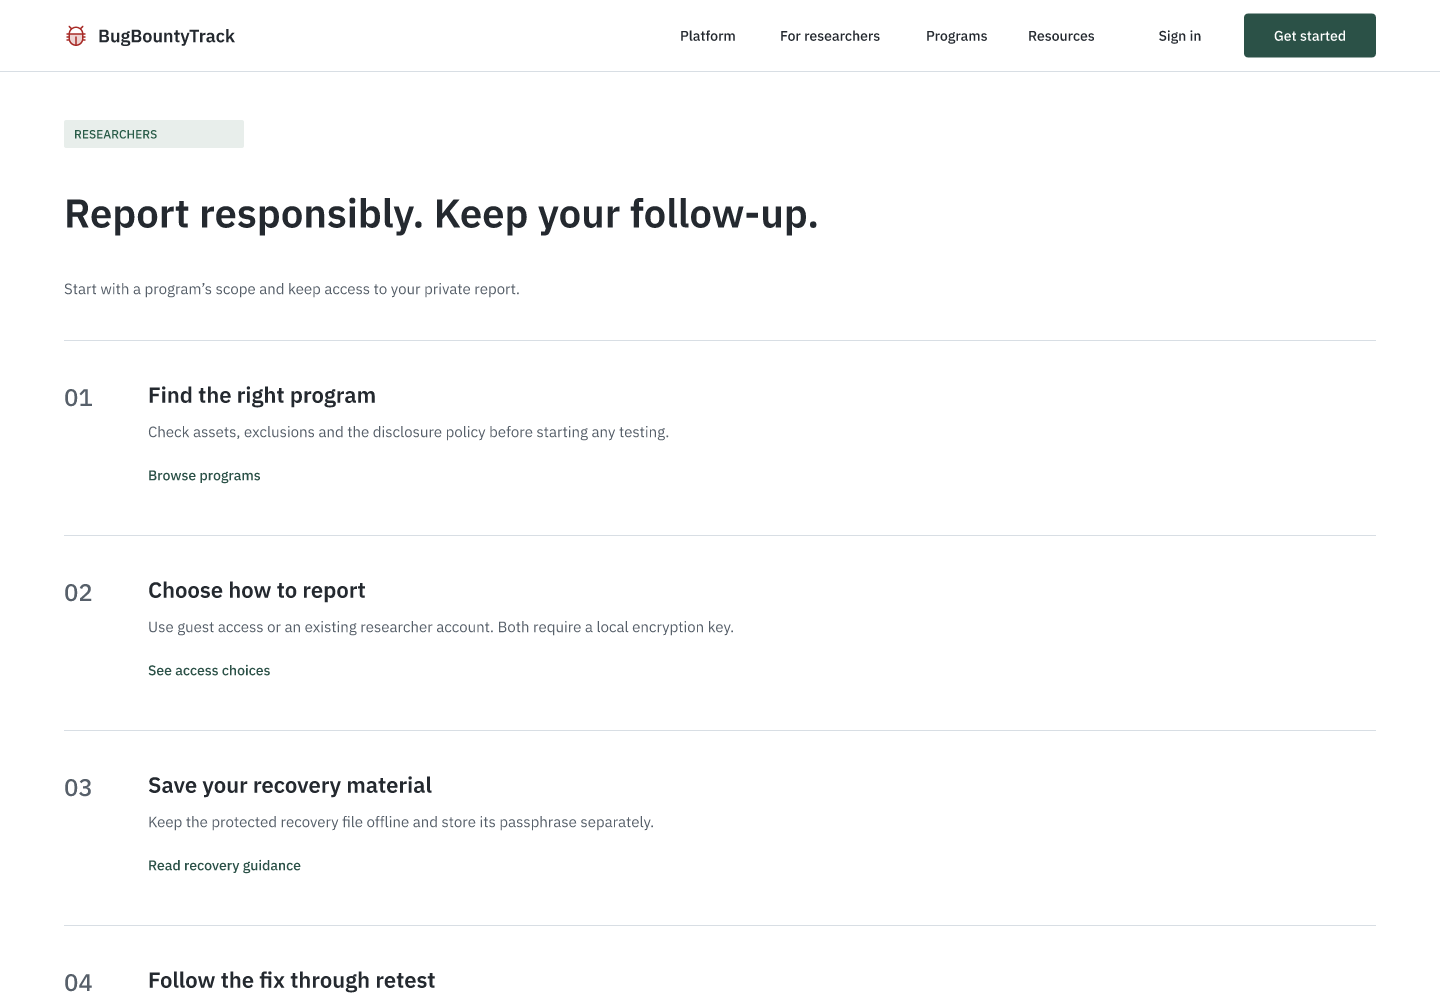 BugBountyTrack
Platform
For researchers
Programs
Resources
Sign in
Get started
RESEARCHERS
Report responsibly. Keep your follow-up.
Start with a program’s scope and keep access to your private report.
01
Find the right program
Check assets, exclusions and the disclosure policy before starting any testing.
Browse programs
02
Choose how to report
Use guest access or an existing researcher account. Both require a local encryption key.
See access choices
03
Save your recovery material
Keep the protected recovery file offline and store its passphrase separately.
Read recovery guidance
04
Follow the fix through retest